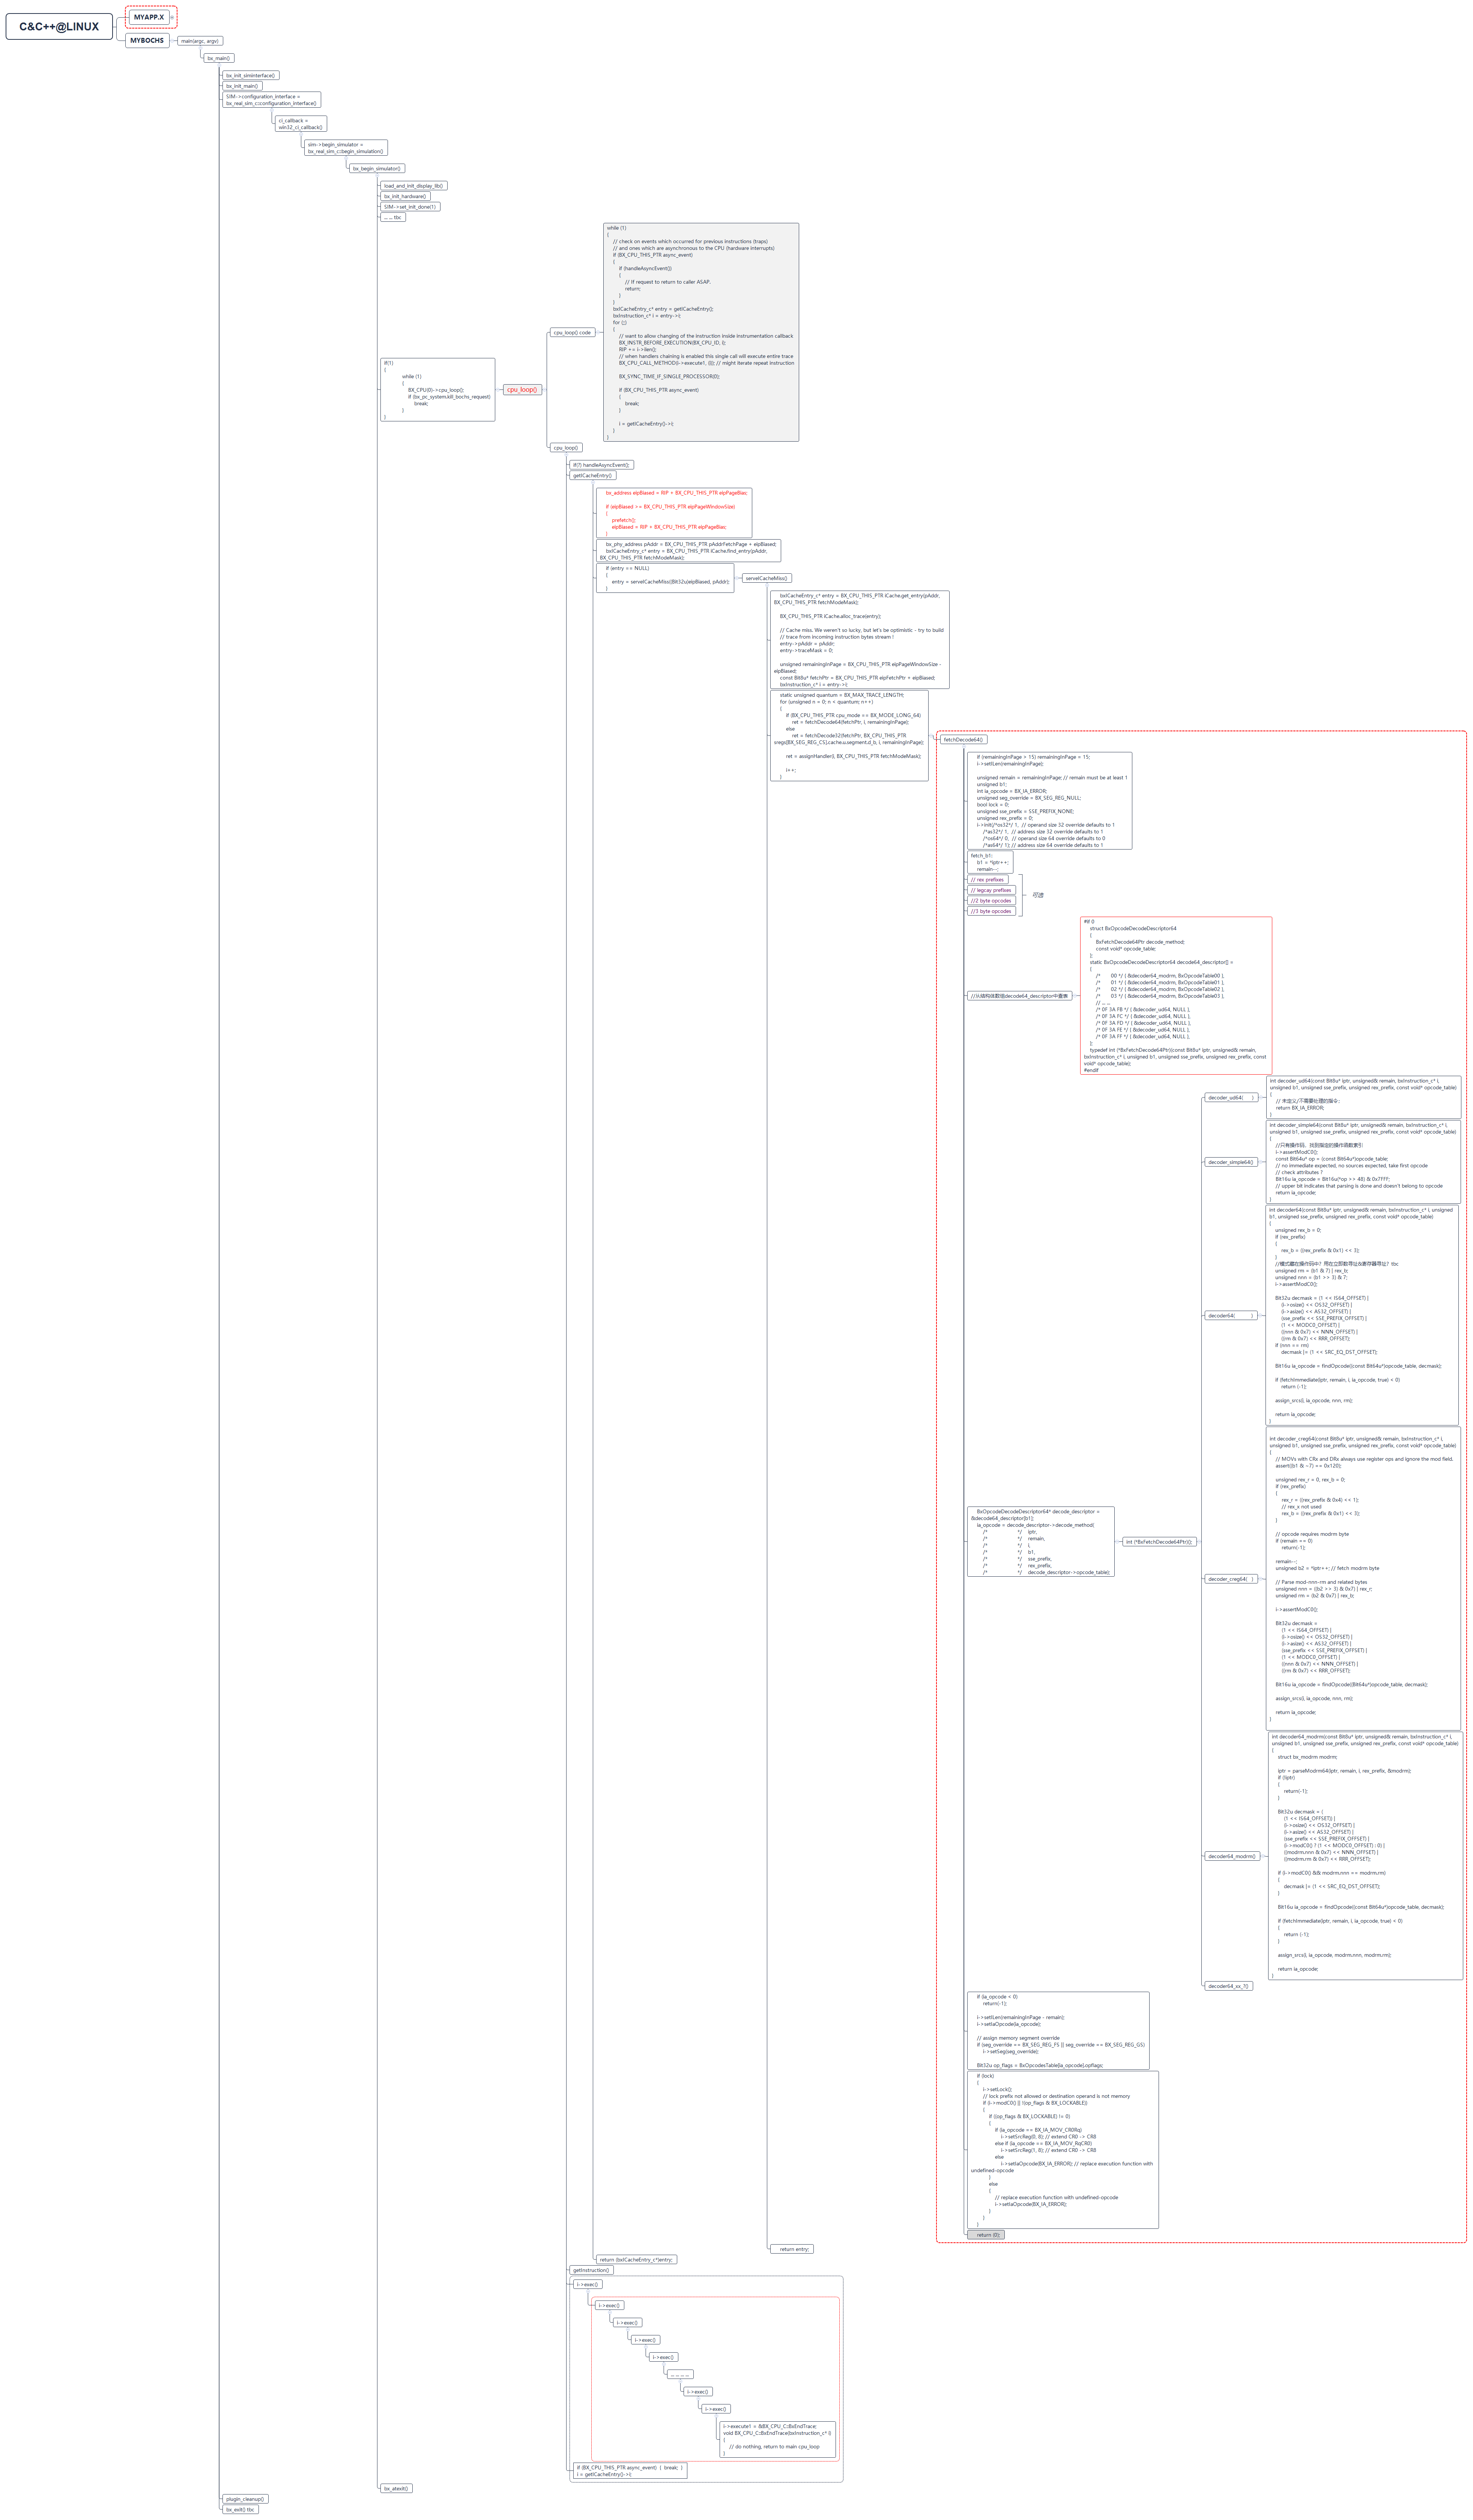 C&C++@LINUX
MYAPP.X
MYBOCHS
main(argc, argv)
bx_main()
bx_init_siminterface()
bx_init_main()
SIM->configuration_interface =
bx_real_sim_c::configuration_interface()
ci_callback =
win32_ci_callback()
sim->begin_simulator =
bx_real_sim_c::begin_simulation()
bx_begin_simulator()
load_and_init_display_lib()
bx_init_hardware()
SIM->set_init_done(1)
... ... tbc
if(1)
{
while (1)
{
BX_CPU(0)->cpu_loop();
if (bx_pc_system.kill_bochs_request)
break;
}
}
cpu_loop()
cpu_loop() code
while (1)
{
// check on events which occurred for previous instructions (traps)
// and ones which are asynchronous to the CPU (hardware interrupts)
if (BX_CPU_THIS_PTR async_event)
{
if (handleAsyncEvent())
{
// If request to return to caller ASAP.
return;
}
}
bxICacheEntry_c* entry = getICacheEntry();
bxInstruction_c* i = entry->i;
for (;;)
{
// want to allow changing of the instruction inside instrumentation callback
BX_INSTR_BEFORE_EXECUTION(BX_CPU_ID, i);
RIP += i->ilen();
// when handlers chaining is enabled this single call will execute entire trace
BX_CPU_CALL_METHOD(i->execute1, (i)); // might iterate repeat instruction

BX_SYNC_TIME_IF_SINGLE_PROCESSOR(0);

if (BX_CPU_THIS_PTR async_event)
{
break;
}

i = getICacheEntry()->i;
}
}
cpu_loop()
if(?) handleAsyncEvent();
getICacheEntry()
bx_address eipBiased = RIP + BX_CPU_THIS_PTR eipPageBias;

if (eipBiased >= BX_CPU_THIS_PTR eipPageWindowSize)
{
prefetch();
eipBiased = RIP + BX_CPU_THIS_PTR eipPageBias;
}
bx_phy_address pAddr = BX_CPU_THIS_PTR pAddrFetchPage + eipBiased;
bxICacheEntry_c* entry = BX_CPU_THIS_PTR iCache.find_entry(pAddr,
BX_CPU_THIS_PTR fetchModeMask);
if (entry == NULL)
{
entry = serveICacheMiss((Bit32u)eipBiased, pAddr);
}
serveICacheMiss()
bxICacheEntry_c* entry = BX_CPU_THIS_PTR iCache.get_entry(pAddr,
BX_CPU_THIS_PTR fetchModeMask);

BX_CPU_THIS_PTR iCache.alloc_trace(entry);

// Cache miss. We weren't so lucky, but let's be optimistic - try to build
// trace from incoming instruction bytes stream !
entry->pAddr = pAddr;
entry->traceMask = 0;

unsigned remainingInPage = BX_CPU_THIS_PTR eipPageWindowSize -
eipBiased;
const Bit8u* fetchPtr = BX_CPU_THIS_PTR eipFetchPtr + eipBiased;
bxInstruction_c* i = entry->i;
static unsigned quantum = BX_MAX_TRACE_LENGTH;
for (unsigned n = 0; n < quantum; n++)
{
if (BX_CPU_THIS_PTR cpu_mode == BX_MODE_LONG_64)
ret = fetchDecode64(fetchPtr, i, remainingInPage);
else
ret = fetchDecode32(fetchPtr, BX_CPU_THIS_PTR
sregs[BX_SEG_REG_CS].cache.u.segment.d_b, i, remainingInPage);

ret = assignHandler(i, BX_CPU_THIS_PTR fetchModeMask);

i++;
}
fetchDecode64()
if (remainingInPage > 15) remainingInPage = 15;
i->setILen(remainingInPage);

unsigned remain = remainingInPage; // remain must be at least 1
unsigned b1;
int ia_opcode = BX_IA_ERROR;
unsigned seg_override = BX_SEG_REG_NULL;
bool lock = 0;
unsigned sse_prefix = SSE_PREFIX_NONE;
unsigned rex_prefix = 0;
i->init(/*os32*/ 1, // operand size 32 override defaults to 1
/*as32*/ 1, // address size 32 override defaults to 1
/*os64*/ 0, // operand size 64 override defaults to 0
/*as64*/ 1); // address size 64 override defaults to 1
fetch_b1:
b1 = *iptr++;
remain--;
// rex prefixes
// legcay prefixes
//2 byte opcodes
//3 byte opcodes
可选
//从结构体数组decode64_descriptor中查表
#if 0
struct BxOpcodeDecodeDescriptor64
{
BxFetchDecode64Ptr decode_method;
const void* opcode_table;
};
static BxOpcodeDecodeDescriptor64 decode64_descriptor[] =
{
/* 00 */ { &decoder64_modrm, BxOpcodeTable00 },
/* 01 */ { &decoder64_modrm, BxOpcodeTable01 },
/* 02 */ { &decoder64_modrm, BxOpcodeTable02 },
/* 03 */ { &decoder64_modrm, BxOpcodeTable03 },
// ... ...
/* 0F 3A FB */ { &decoder_ud64, NULL },
/* 0F 3A FC */ { &decoder_ud64, NULL },
/* 0F 3A FD */ { &decoder_ud64, NULL },
/* 0F 3A FE */ { &decoder_ud64, NULL },
/* 0F 3A FF */ { &decoder_ud64, NULL },
};
typedef int (*BxFetchDecode64Ptr)(const Bit8u* iptr, unsigned& remain,
bxInstruction_c* i, unsigned b1, unsigned sse_prefix, unsigned rex_prefix, const
void* opcode_table);
#endif
BxOpcodeDecodeDescriptor64* decode_descriptor =
&decode64_descriptor[b1];
ia_opcode = decode_descriptor->decode_method(
/* */ iptr,
/* */ remain,
/* */ i,
/* */ b1,
/* */ sse_prefix,
/* */ rex_prefix,
/* */ decode_descriptor->opcode_table);
int (*BxFetchDecode64Ptr)();
decoder_ud64( )
int decoder_ud64(const Bit8u* iptr, unsigned& remain, bxInstruction_c* i,
unsigned b1, unsigned sse_prefix, unsigned rex_prefix, const void* opcode_table)
{
// 未定义/不需要处理的指令;
return BX_IA_ERROR;
}
decoder_simple64()
int decoder_simple64(const Bit8u* iptr, unsigned& remain, bxInstruction_c* i,
unsigned b1, unsigned sse_prefix, unsigned rex_prefix, const void* opcode_table)
{
//只有操作码、找到指定的操作函数索引
i->assertModC0();
const Bit64u* op = (const Bit64u*)opcode_table;
// no immediate expected, no sources expected, take first opcode
// check attributes ?
Bit16u ia_opcode = Bit16u(*op >> 48) & 0x7FFF;
// upper bit indicates that parsing is done and doesn't belong to opcode
return ia_opcode;
}
decoder64( )
int decoder64(const Bit8u* iptr, unsigned& remain, bxInstruction_c* i, unsigned
b1, unsigned sse_prefix, unsigned rex_prefix, const void* opcode_table)
{
unsigned rex_b = 0;
if (rex_prefix)
{
rex_b = ((rex_prefix & 0x1) << 3);
}
//模式藏在操作码中? 用在立即数寻址&寄存器寻址? tbc
unsigned rm = (b1 & 7) | rex_b;
unsigned nnn = (b1 >> 3) & 7;
i->assertModC0();

Bit32u decmask = (1 << IS64_OFFSET) |
(i->osize() << OS32_OFFSET) |
(i->asize() << AS32_OFFSET) |
(sse_prefix << SSE_PREFIX_OFFSET) |
(1 << MODC0_OFFSET) |
((nnn & 0x7) << NNN_OFFSET) |
((rm & 0x7) << RRR_OFFSET);
if (nnn == rm)
decmask |= (1 << SRC_EQ_DST_OFFSET);

Bit16u ia_opcode = findOpcode((const Bit64u*)opcode_table, decmask);

if (fetchImmediate(iptr, remain, i, ia_opcode, true) < 0)
return (-1);

assign_srcs(i, ia_opcode, nnn, rm);

return ia_opcode;
}
decoder_creg64( )
int decoder_creg64(const Bit8u* iptr, unsigned& remain, bxInstruction_c* i,
unsigned b1, unsigned sse_prefix, unsigned rex_prefix, const void* opcode_table)
{
// MOVs with CRx and DRx always use register ops and ignore the mod field.
assert((b1 & ~7) == 0x120);

unsigned rex_r = 0, rex_b = 0;
if (rex_prefix)
{
rex_r = ((rex_prefix & 0x4) << 1);
// rex_x not used
rex_b = ((rex_prefix & 0x1) << 3);
}

// opcode requires modrm byte
if (remain == 0)
return(-1);

remain--;
unsigned b2 = *iptr++; // fetch modrm byte

// Parse mod-nnn-rm and related bytes
unsigned nnn = ((b2 >> 3) & 0x7) | rex_r;
unsigned rm = (b2 & 0x7) | rex_b;

i->assertModC0();

Bit32u decmask =
(1 << IS64_OFFSET) |
(i->osize() << OS32_OFFSET) |
(i->asize() << AS32_OFFSET) |
(sse_prefix << SSE_PREFIX_OFFSET) |
(1 << MODC0_OFFSET) |
((nnn & 0x7) << NNN_OFFSET) |
((rm & 0x7) << RRR_OFFSET);

Bit16u ia_opcode = findOpcode((Bit64u*)opcode_table, decmask);

assign_srcs(i, ia_opcode, nnn, rm);

return ia_opcode;
}
decoder64_modrm()
int decoder64_modrm(const Bit8u* iptr, unsigned& remain, bxInstruction_c* i,
unsigned b1, unsigned sse_prefix, unsigned rex_prefix, const void* opcode_table)
{
struct bx_modrm modrm;

iptr = parseModrm64(iptr, remain, i, rex_prefix, &modrm);
if (!iptr)
{
return(-1);
}

Bit32u decmask = (
(1 << IS64_OFFSET)) |
(i->osize() << OS32_OFFSET) |
(i->asize() << AS32_OFFSET) |
(sse_prefix << SSE_PREFIX_OFFSET) |
(i->modC0() ? (1 << MODC0_OFFSET) : 0) |
((modrm.nnn & 0x7) << NNN_OFFSET) |
((modrm.rm & 0x7) << RRR_OFFSET);

if (i->modC0() && modrm.nnn == modrm.rm)
{
decmask |= (1 << SRC_EQ_DST_OFFSET);
}

Bit16u ia_opcode = findOpcode((const Bit64u*)opcode_table, decmask);

if (fetchImmediate(iptr, remain, i, ia_opcode, true) < 0)
{
return (-1);
}

assign_srcs(i, ia_opcode, modrm.nnn, modrm.rm);

return ia_opcode;
}
decoder64_xx_?()
if (ia_opcode < 0)
return(-1);

i->setILen(remainingInPage - remain);
i->setIaOpcode(ia_opcode);

// assign memory segment override
if (seg_override == BX_SEG_REG_FS || seg_override == BX_SEG_REG_GS)
i->setSeg(seg_override);

Bit32u op_flags = BxOpcodesTable[ia_opcode].opflags;
if (lock)
{
i->setLock();
// lock prefix not allowed or destination operand is not memory
if (i->modC0() || !(op_flags & BX_LOCKABLE))
{
if ((op_flags & BX_LOCKABLE) != 0)
{
if (ia_opcode == BX_IA_MOV_CR0Rq)
i->setSrcReg(0, 8); // extend CR0 -> CR8
else if (ia_opcode == BX_IA_MOV_RqCR0)
i->setSrcReg(1, 8); // extend CR0 -> CR8
else
i->setIaOpcode(BX_IA_ERROR); // replace execution function with
undefined-opcode
}
else
{
// replace execution function with undefined-opcode
i->setIaOpcode(BX_IA_ERROR);
}
}
}
return (0);
return entry;
return (bxICacheEntry_c*)entry;
getInstruction()
i->exec()
i->exec()
i->exec()
i->exec()
i->exec()
... ... ... ...
i->exec()
i->exec()
i->execute1 = &BX_CPU_C::BxEndTrace;
void BX_CPU_C::BxEndTrace(bxInstruction_c* i)
{
// do nothing, return to main cpu_loop
}
if (BX_CPU_THIS_PTR async_event) { break; }
i = getICacheEntry()->i;
bx_atexit()
plugin_cleanup()
bx_exit() tbc